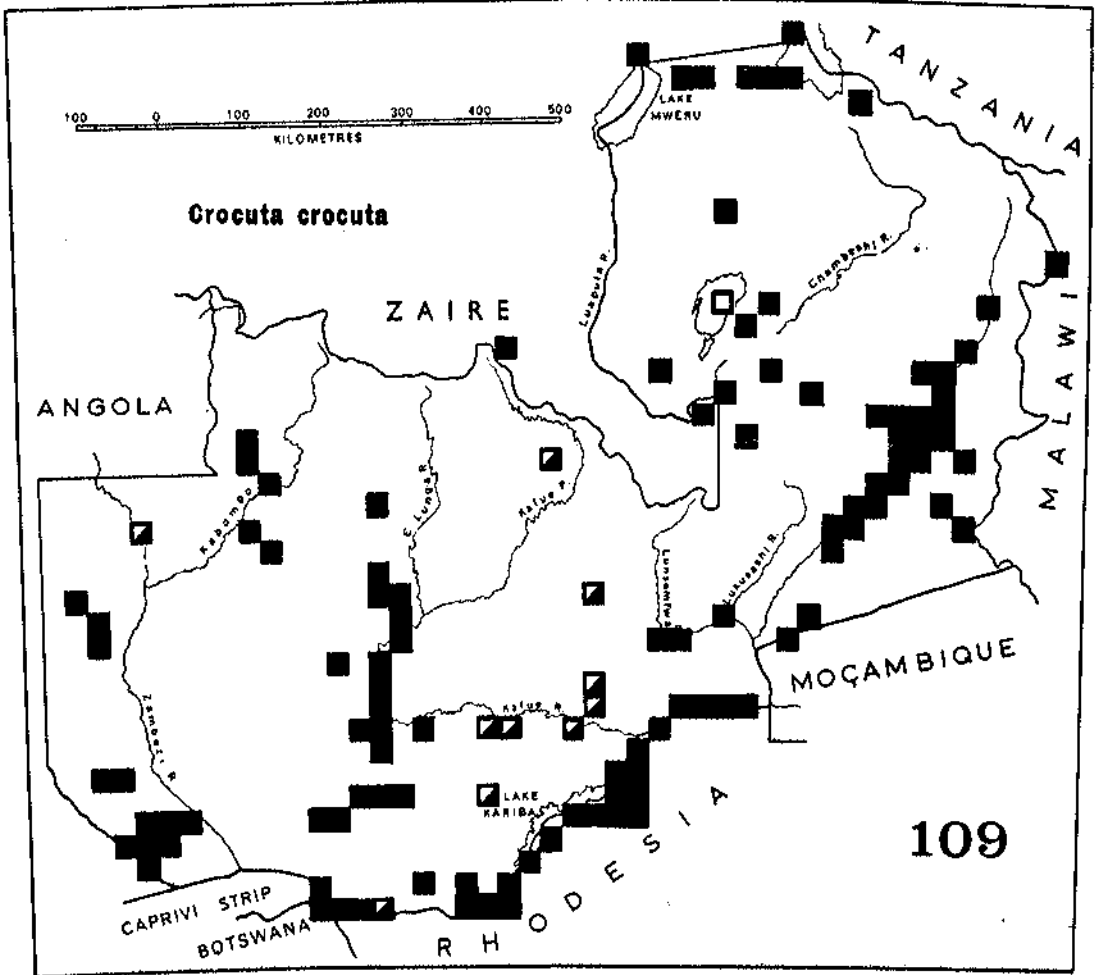 TANZANIA
LAKE
MWERU
100 0 100 200 300 400 500
KILOMETRES
Crocuta crocuta
Luapula R.
Chambeshi R.
ZAIRE
ANGOLA
MALAWI
Kabompo
E. Lunga R.
Kafue R.
Lunsemfwa
Lukusashi R.
MOÇAMBIQUE
Zambezi R.
Kafue R.
LAKE
KARIBA
109
CAPRIVI STRIP
BOTSWANA
RHODESIA